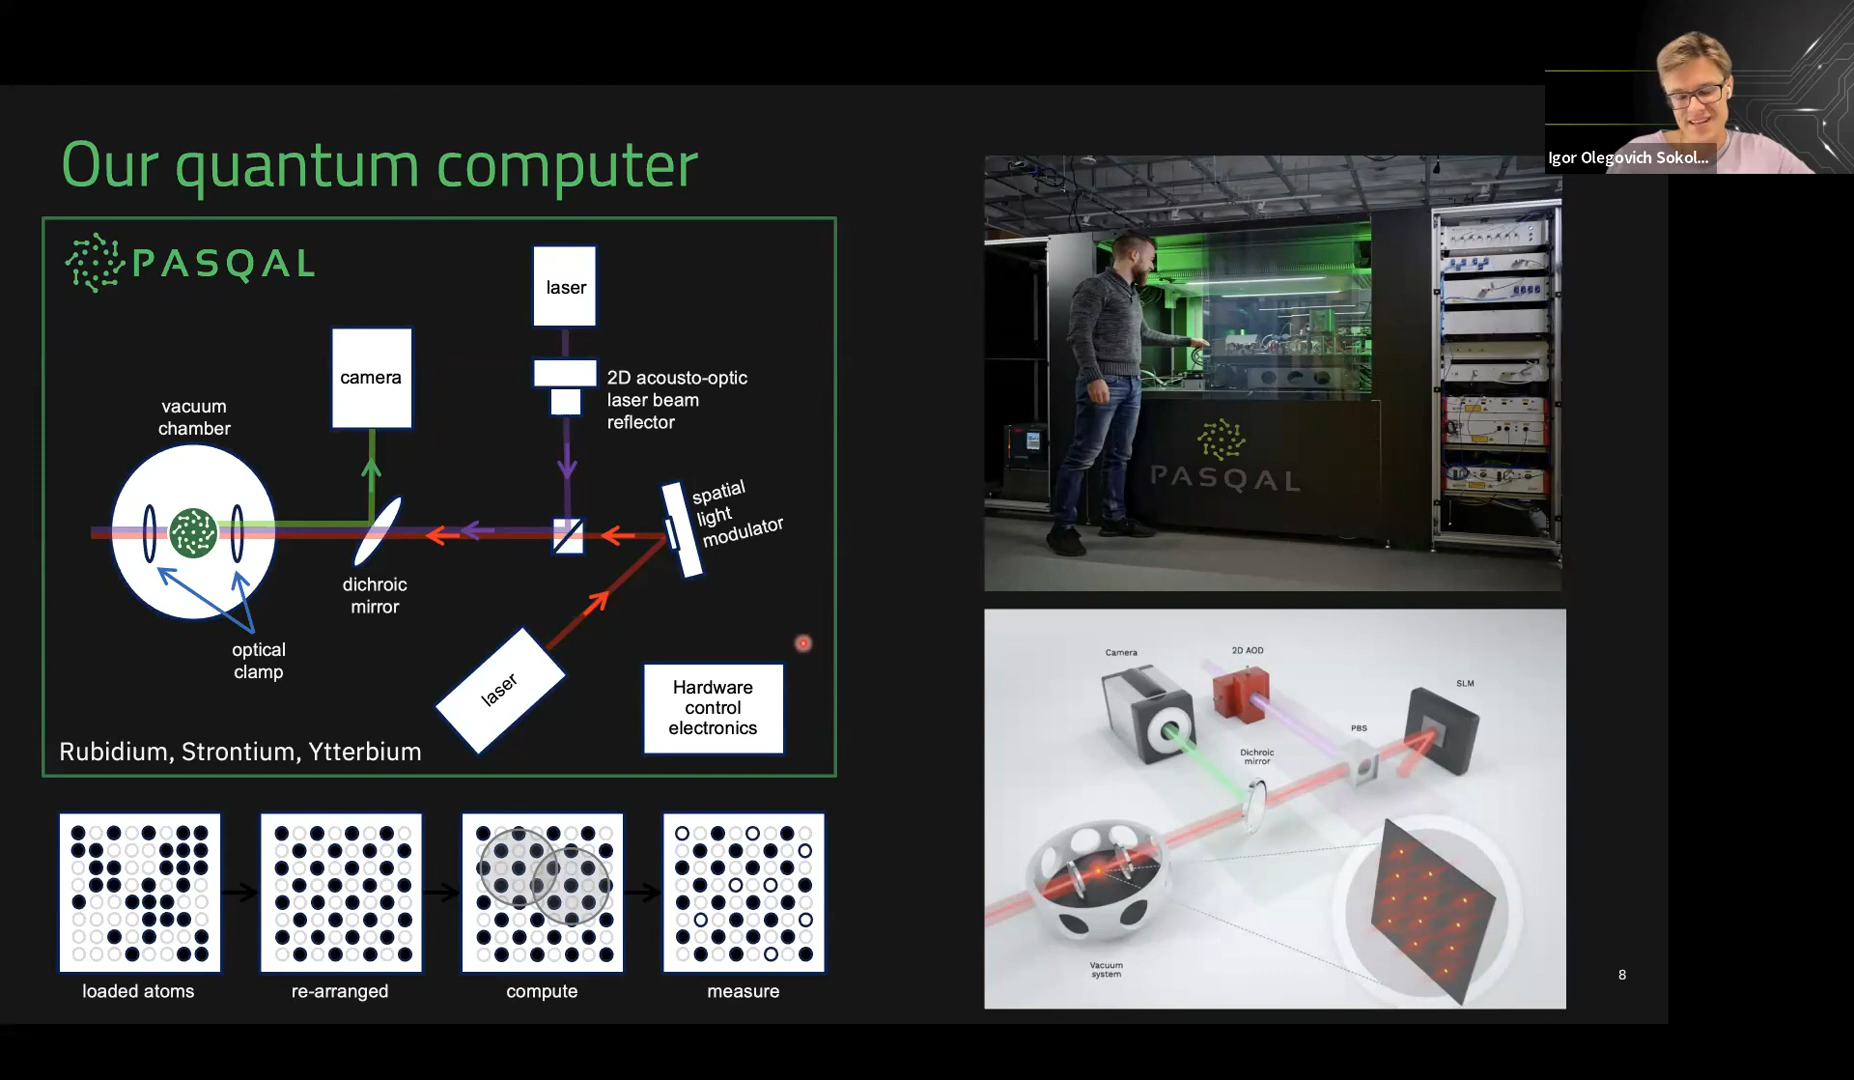 Igor Olegovich Sokol...
Our quantum computer
PASQAL
laser
camera
2D acousto-optic
laser beam
reflector
vacuum
chamber
spatial
light
modulator
dichroic
mirror
optical
clamp
laser
Hardware
control
electronics
Rubidium, Strontium, Ytterbium
loaded atoms
re-arranged
compute
measure
PASQAL
Camera
2D AOD
SLM
PBS
Dichroic
mirror
Vacuum
system
8